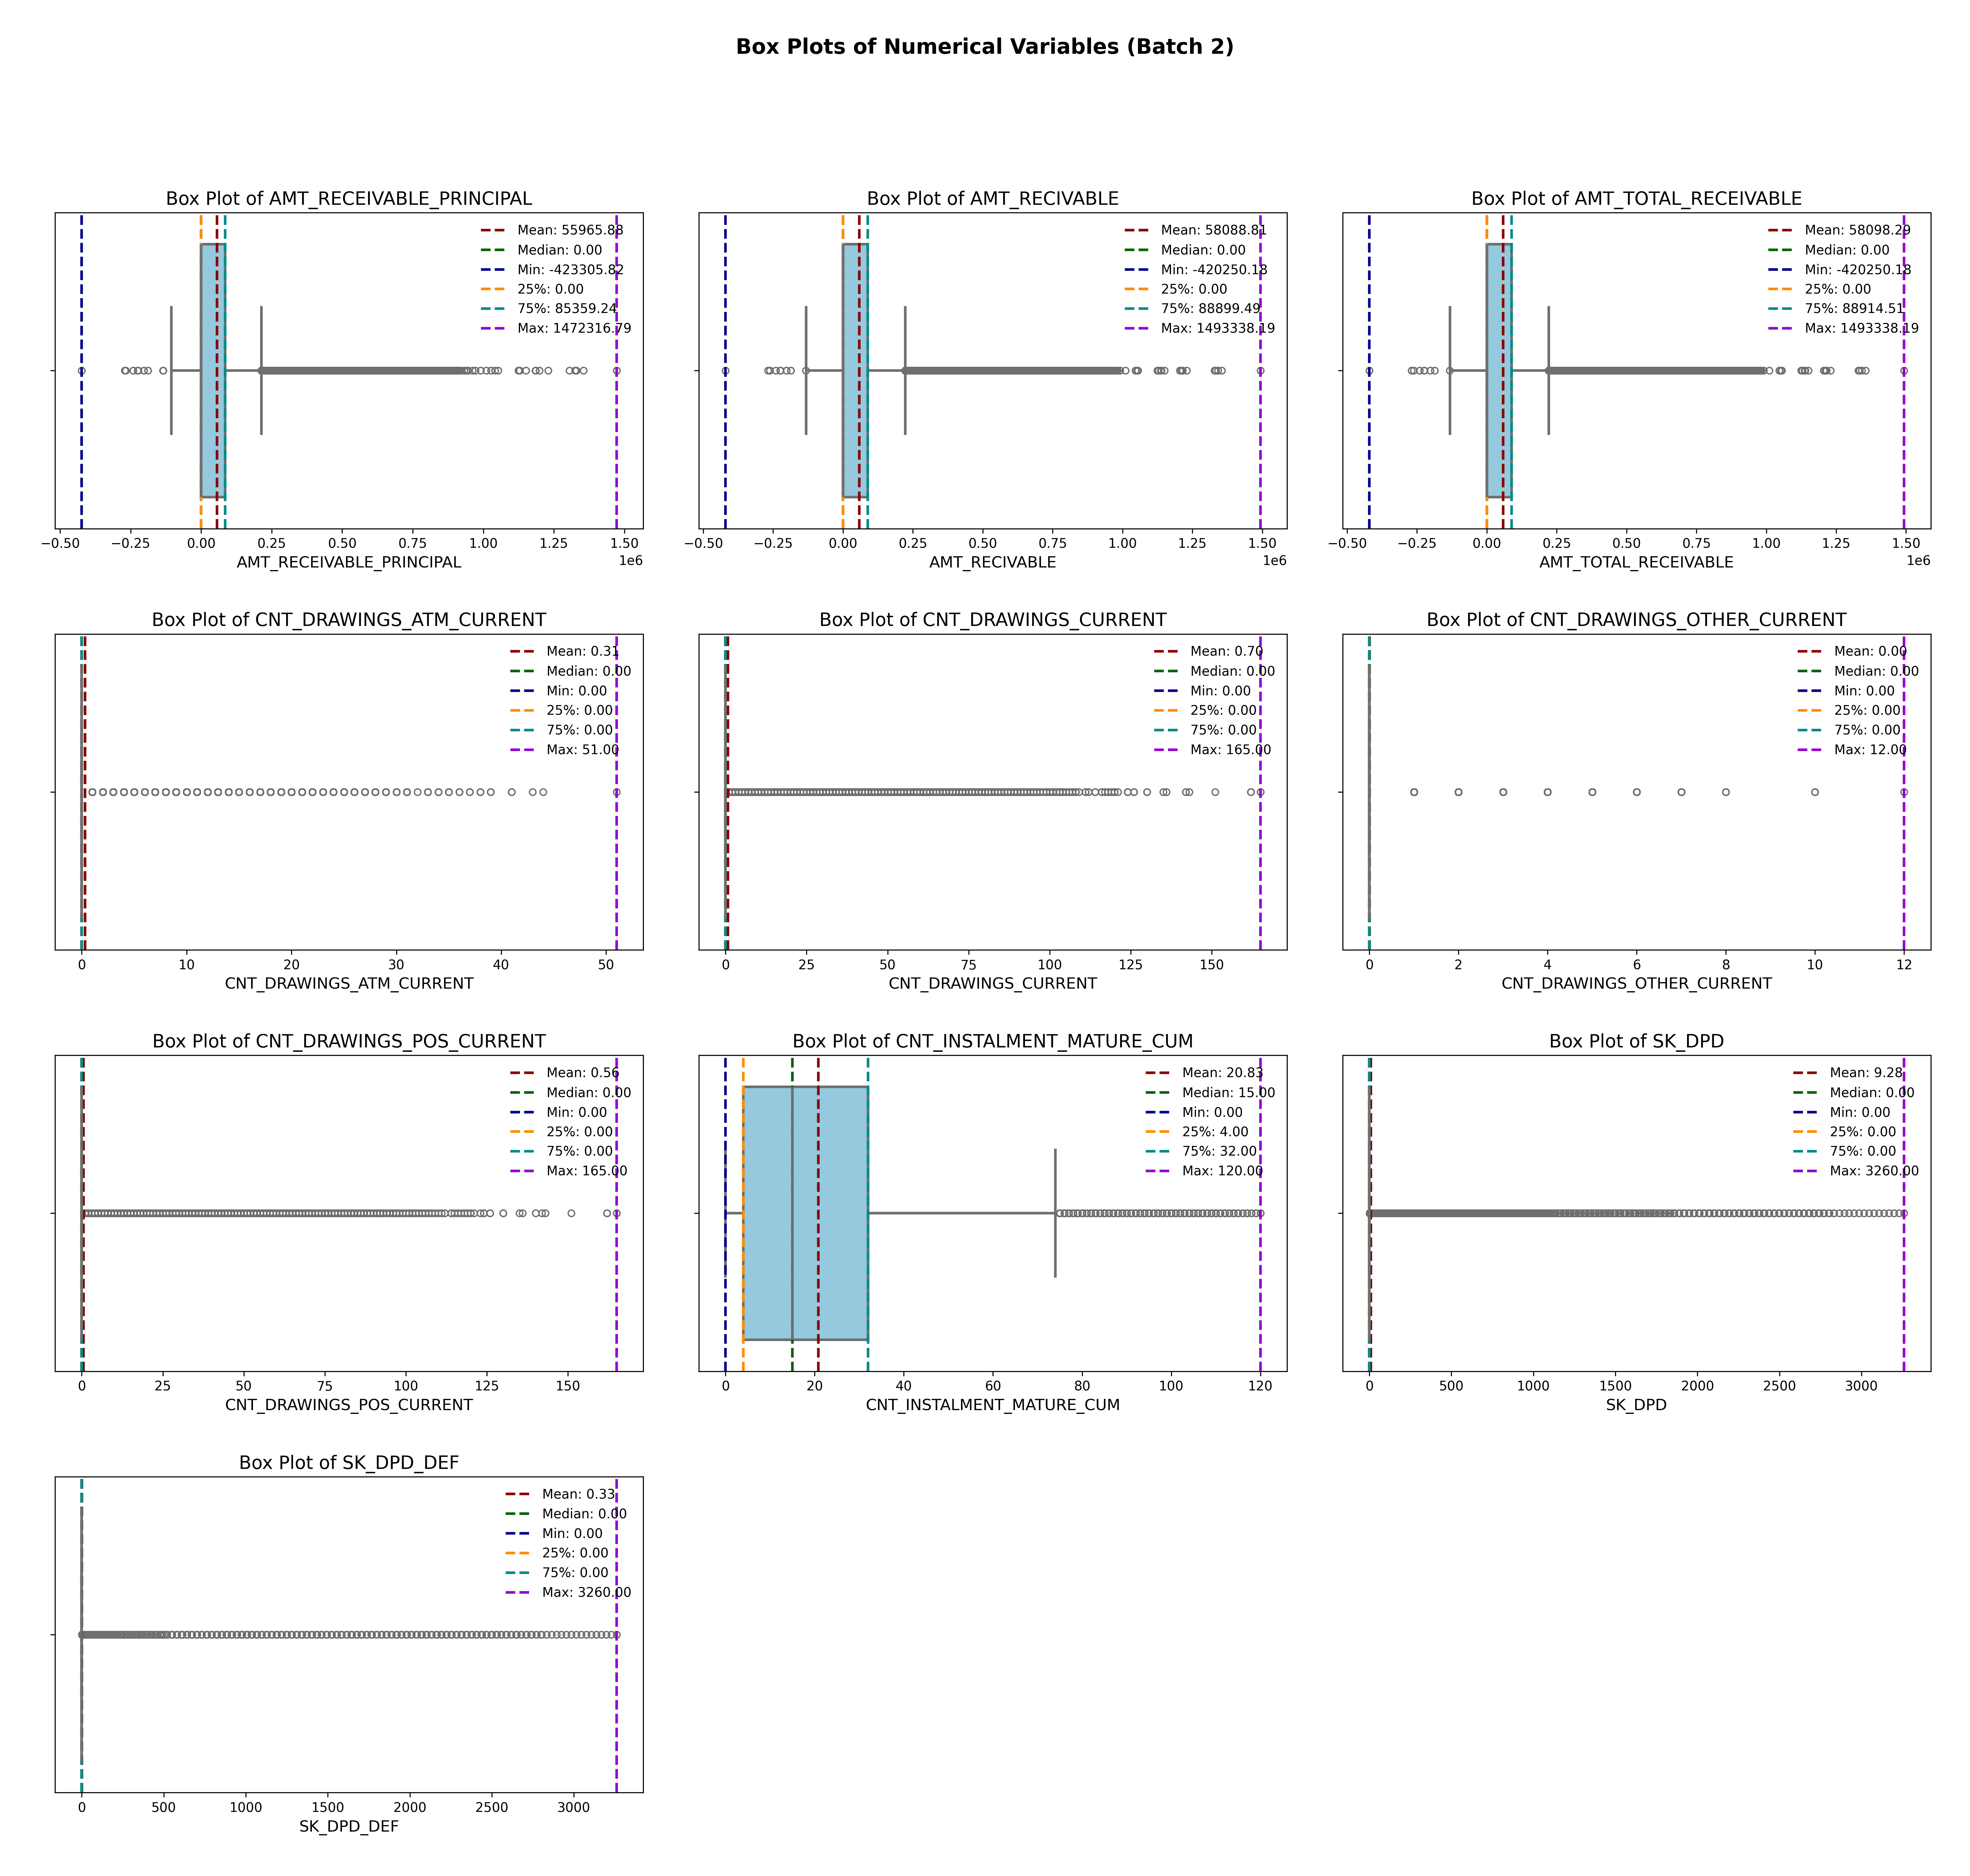 Box Plots of Numerical Variables (Batch 2)
Box Plot of AMT_RECEIVABLE_PRINCIPAL
Mean: 55965.88
Median: 0.00
Min: -423305.82
25%: 0.00
75%: 85359.24
Max: 1472316.79
−0.50 −0.25 0.00 0.25 0.50 0.75 1.00 1.25 1.50
1e6
AMT_RECEIVABLE_PRINCIPAL
Box Plot of AMT_RECIVABLE
Mean: 58088.81
Median: 0.00
Min: -420250.18
25%: 0.00
75%: 88899.49
Max: 1493338.19
−0.50 −0.25 0.00 0.25 0.50 0.75 1.00 1.25 1.50
1e6
AMT_RECIVABLE
Box Plot of AMT_TOTAL_RECEIVABLE
Mean: 58098.29
Median: 0.00
Min: -420250.18
25%: 0.00
75%: 88914.51
Max: 1493338.19
−0.50 −0.25 0.00 0.25 0.50 0.75 1.00 1.25 1.50
1e6
AMT_TOTAL_RECEIVABLE
Box Plot of CNT_DRAWINGS_ATM_CURRENT
Mean: 0.31
Median: 0.00
Min: 0.00
25%: 0.00
75%: 0.00
Max: 51.00
0 10 20 30 40 50
CNT_DRAWINGS_ATM_CURRENT
Box Plot of CNT_DRAWINGS_CURRENT
Mean: 0.70
Median: 0.00
Min: 0.00
25%: 0.00
75%: 0.00
Max: 165.00
0 25 50 75 100 125 150
CNT_DRAWINGS_CURRENT
Box Plot of CNT_DRAWINGS_OTHER_CURRENT
Mean: 0.00
Median: 0.00
Min: 0.00
25%: 0.00
75%: 0.00
Max: 12.00
0 2 4 6 8 10 12
CNT_DRAWINGS_OTHER_CURRENT
Box Plot of CNT_DRAWINGS_POS_CURRENT
Mean: 0.56
Median: 0.00
Min: 0.00
25%: 0.00
75%: 0.00
Max: 165.00
0 25 50 75 100 125 150
CNT_DRAWINGS_POS_CURRENT
Box Plot of CNT_INSTALMENT_MATURE_CUM
Mean: 20.83
Median: 15.00
Min: 0.00
25%: 4.00
75%: 32.00
Max: 120.00
0 20 40 60 80 100 120
CNT_INSTALMENT_MATURE_CUM
Box Plot of SK_DPD
Mean: 9.28
Median: 0.00
Min: 0.00
25%: 0.00
75%: 0.00
Max: 3260.00
0 500 1000 1500 2000 2500 3000
SK_DPD
Box Plot of SK_DPD_DEF
Mean: 0.33
Median: 0.00
Min: 0.00
25%: 0.00
75%: 0.00
Max: 3260.00
0 500 1000 1500 2000 2500 3000
SK_DPD_DEF